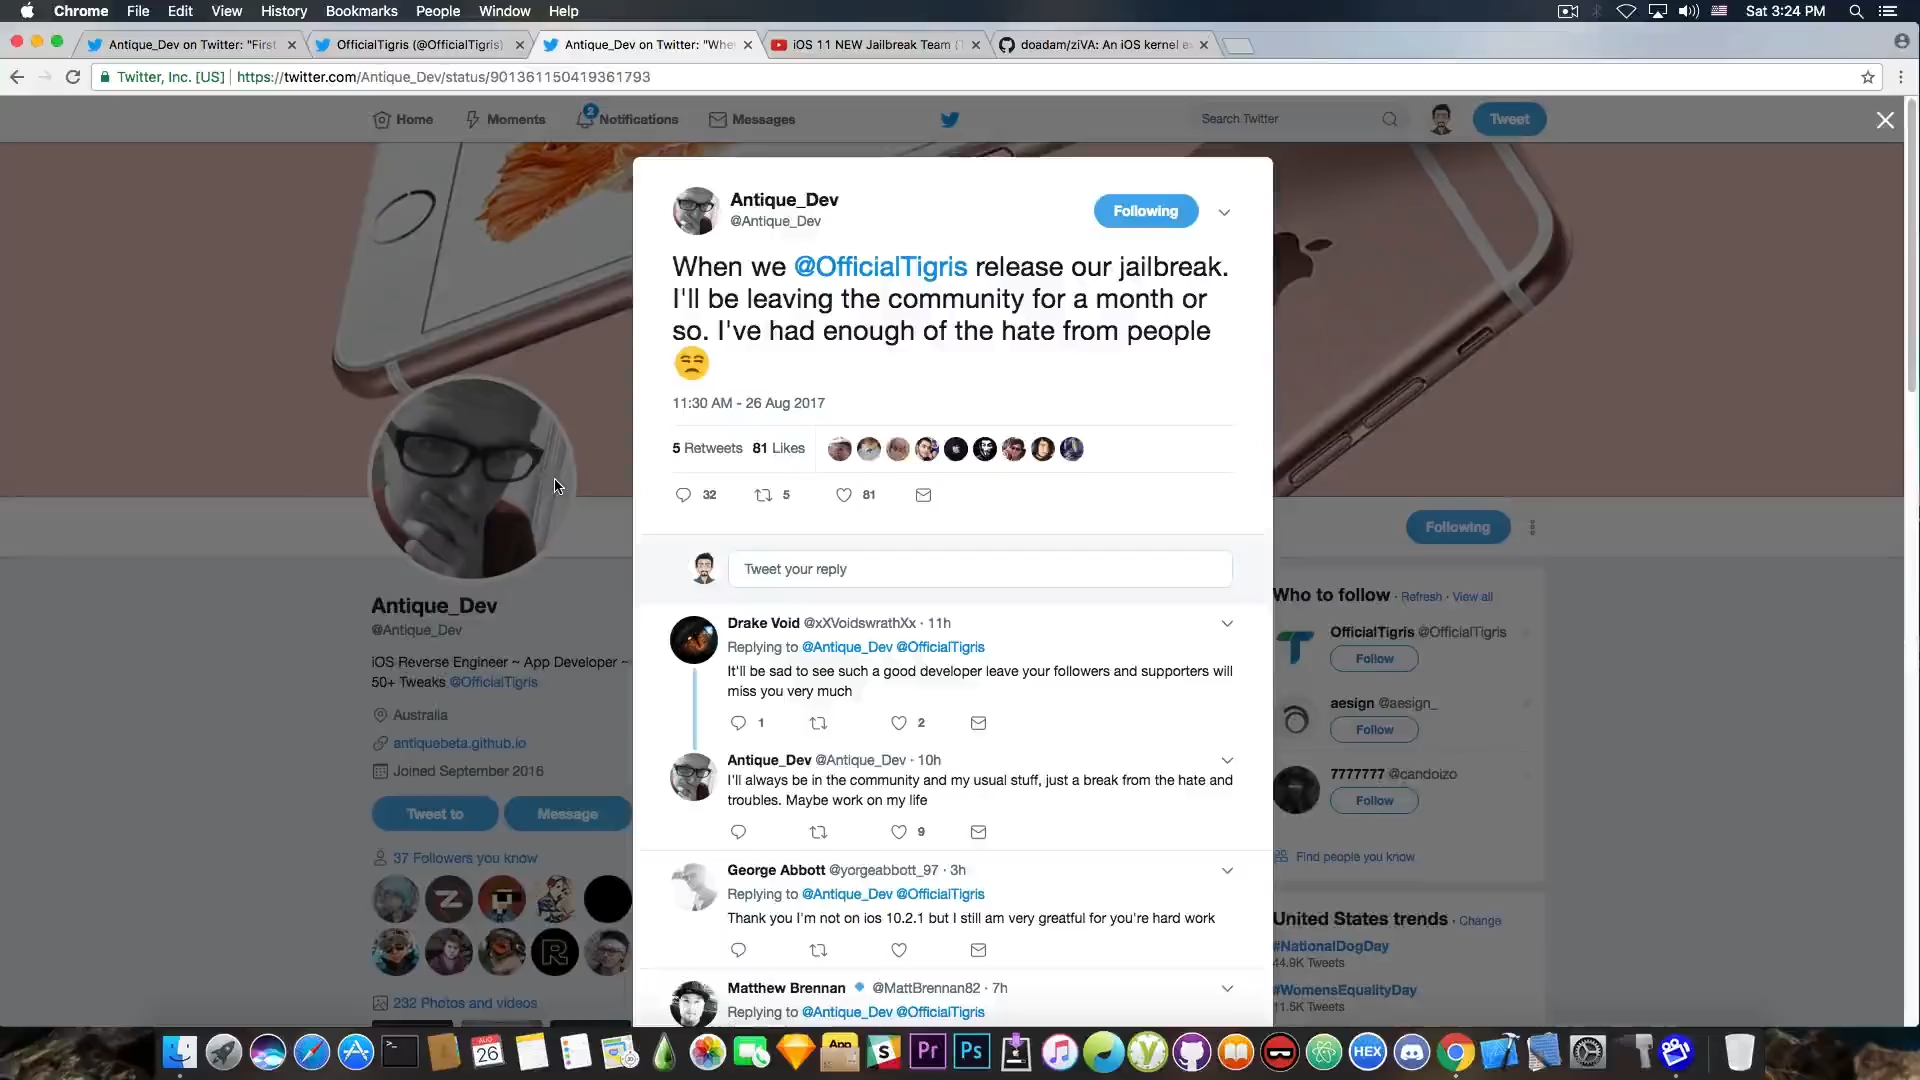 Chrome File Edit View History Bookmarks People Window Help
Sat 3:24 PM
Antique_Dev on Twitter: "First
OfficialTigris (@OfficialTigris)
Antique_Dev on Twitter: "Whe
iOS 11 NEW Jailbreak Team (
doadam/ziVA: An iOS kernel e
Twitter, Inc. [US] | https://twitter.com/Antique_Dev/status/901361150419361793
Home Moments 2 Notifications Messages
Search Twitter
Tweet
Antique_Dev
@Antique_Dev
Following
When we @OfficialTigris release our jailbreak.
I'll be leaving the community for a month or
so. I've had enough of the hate from people
11:30 AM - 26 Aug 2017
5 Retweets 81 Likes
32 5 81
Tweet your reply
Drake Void @xXVoidswrathXx · 11h
Replying to @Antique_Dev @OfficialTigris
It'll be sad to see such a good developer leave your followers and supporters will
miss you very much
1 2
Antique_Dev @Antique_Dev · 10h
I'll always be in the community and my usual stuff, just a break from the hate and
troubles. Maybe work on my life
9
George Abbott @yorgeabbott_97 · 3h
Replying to @Antique_Dev @OfficialTigris
Thank you I'm not on ios 10.2.1 but I still am very greatful for you're hard work
Matthew Brennan @MattBrennan82 · 7h
Replying to @Antique_Dev @OfficialTigris
Antique_Dev
@Antique_Dev
iOS Reverse Engineer ~ App Developer ~
50+ Tweaks @OfficialTigris
Australia
antiquebeta.github.io
Joined September 2016
Tweet to Message
37 Followers you know
232 Photos and videos
Following
Who to follow · Refresh · View all
OfficialTigris @OfficialTigris
Follow
aesign @aesign_
Follow
7777777 @candoizo
Follow
Find people you know
United States trends · Change
#NationalDogDay
44.9K Tweets
#WomensEqualityDay
11.5K Tweets
AUG
26
App
S
Pr
Ps
HEX